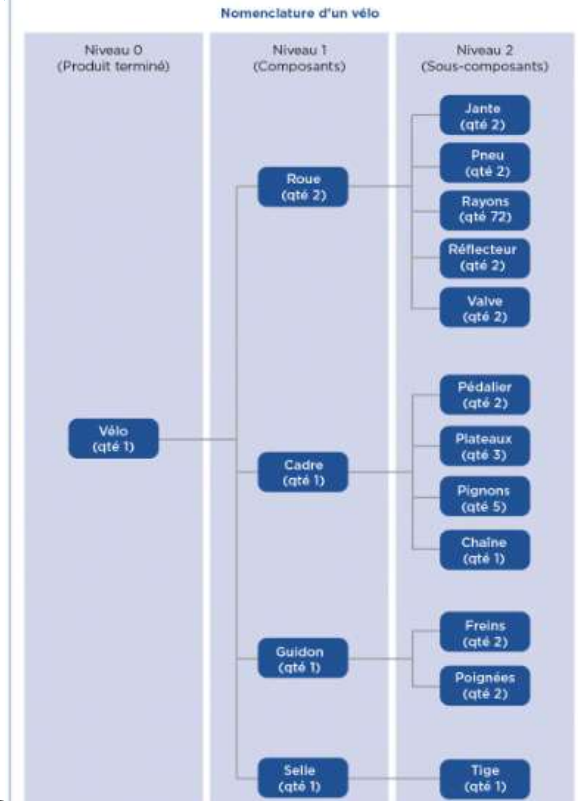 Nomenclature d'un vélo
Niveau 0
(Produit terminé)
Niveau 1
(Composants)
Niveau 2
(Sous-composants)
Jante
(qté 2)
Pneu
(qté 2)
Roue
(qté 2)
Rayons
(qté 72)
Réflecteur
(qté 2)
Valve
(qté 2)
Pédalier
(qté 2)
Vélo
(qté 1)
Plateaux
(qté 3)
Cadre
(qté 1)
Pignons
(qté 5)
Chaîne
(qté 1)
Freins
(qté 2)
Guidon
(qté 1)
Poignées
(qté 2)
Selle
(qté 1)
Tige
(qté 1)